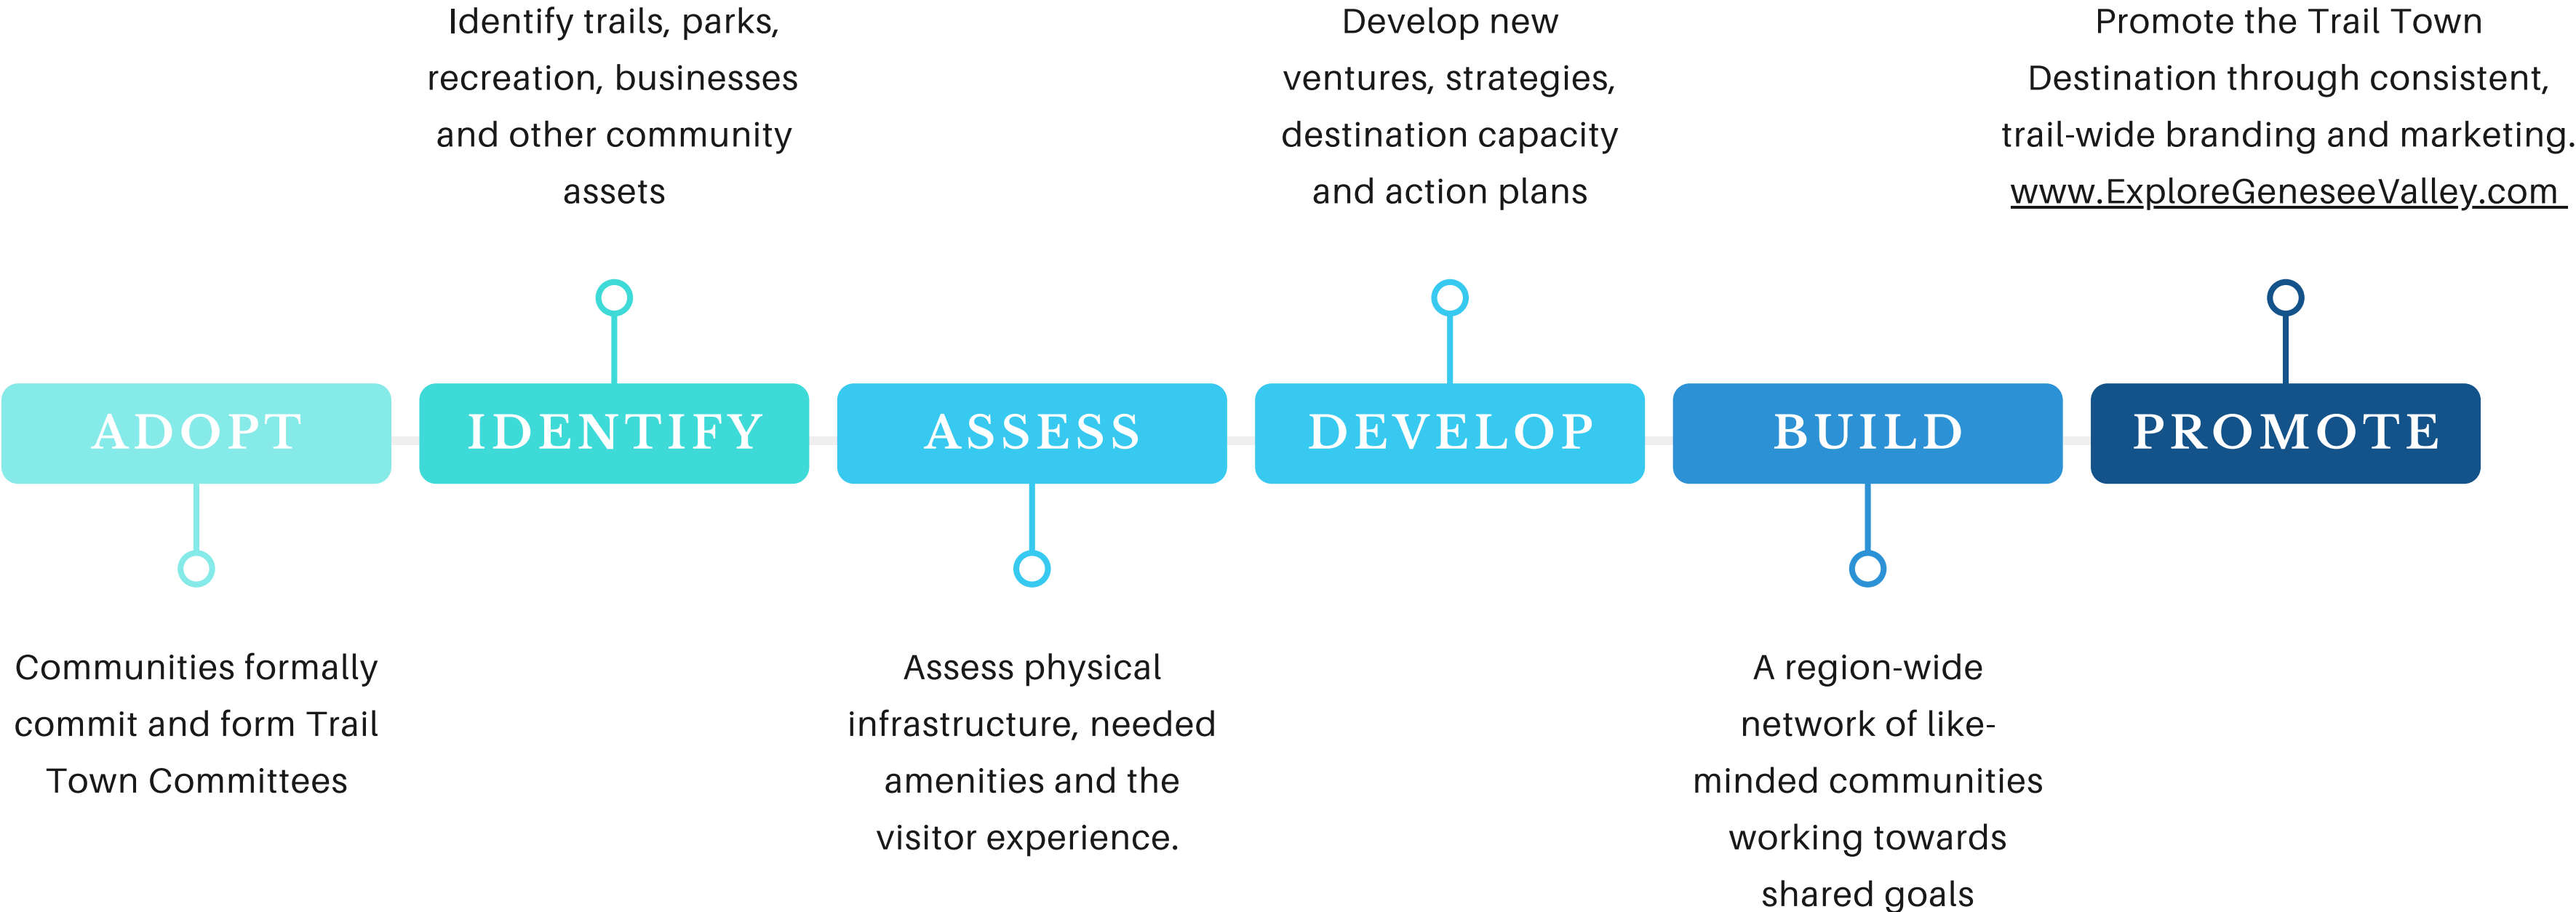 Identify trails, parks,
recreation, businesses
and other community
assets
Develop new
ventures, strategies,
destination capacity
and action plans
Promote the Trail Town
Destination through consistent,
trail-wide branding and marketing.
www.ExploreGeneseeValley.com
ADOPT
IDENTIFY
ASSESS
DEVELOP
BUILD
PROMOTE
Communities formally
commit and form Trail
Town Committees
Assess physical
infrastructure, needed
amenities and the
visitor experience.
A region-wide
network of like-
minded communities
working towards
shared goals